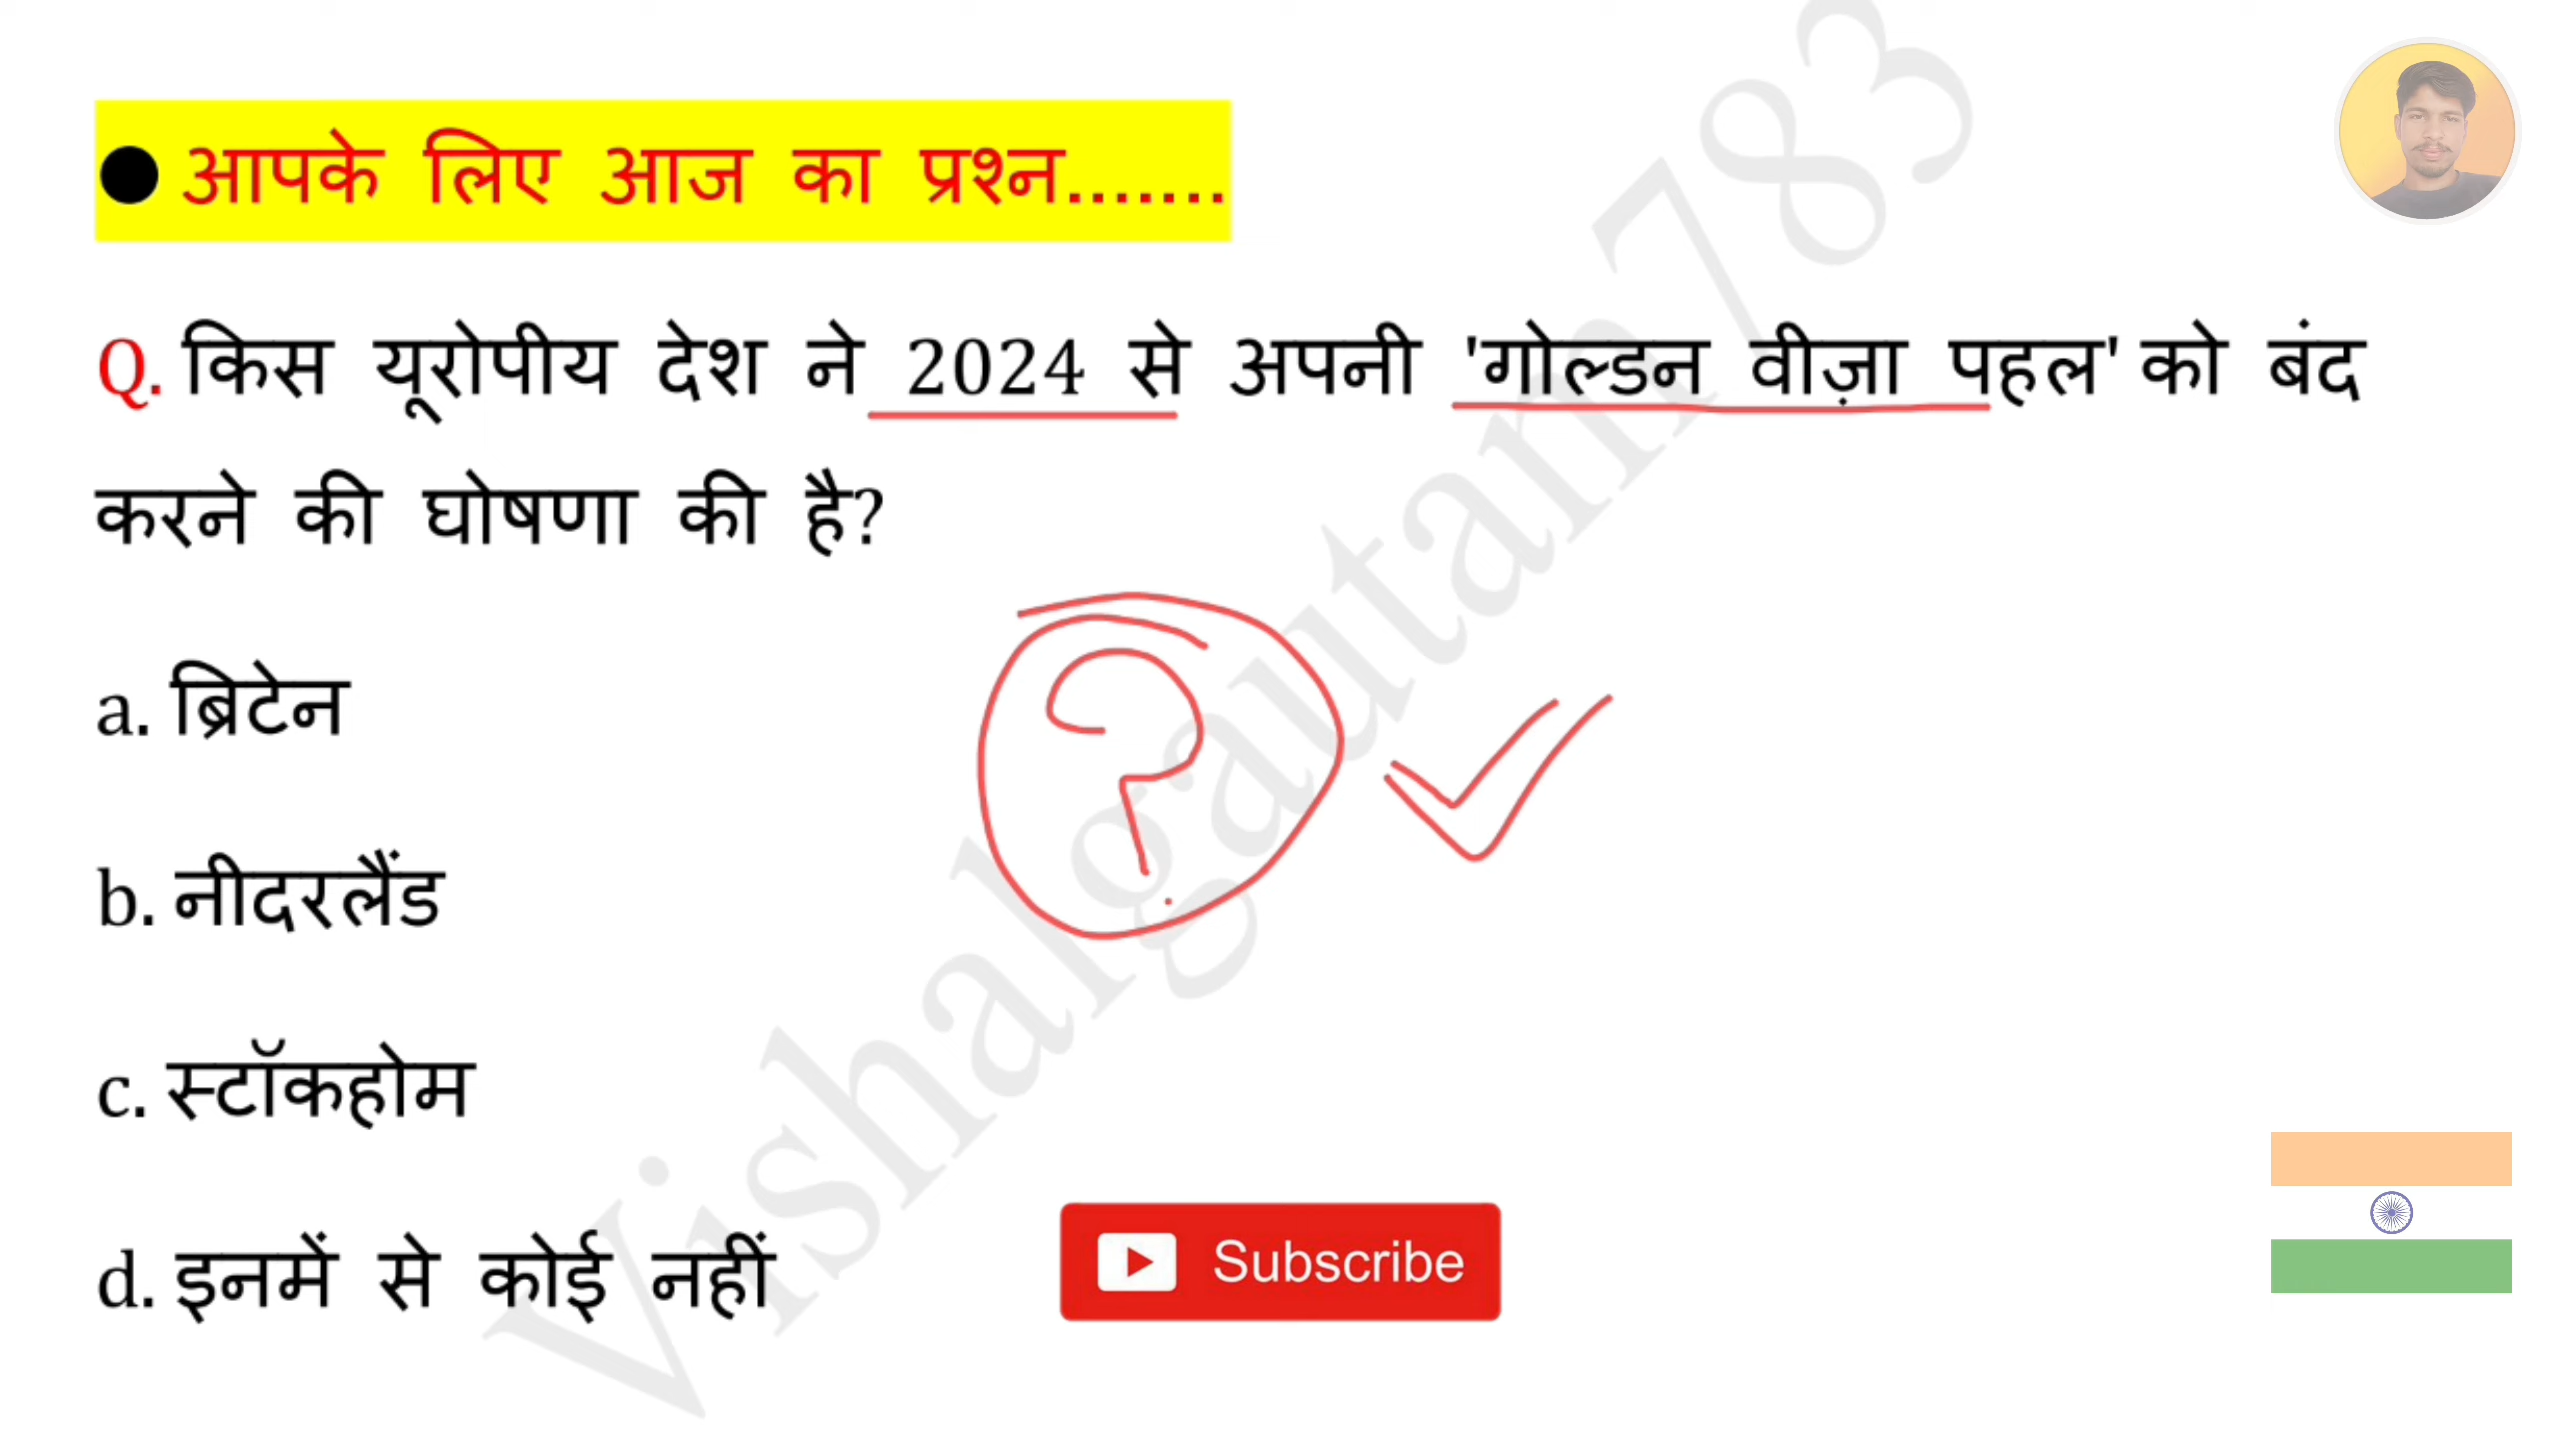 ● आपके लिए आज का प्रश्न.......
Q. किस यूरोपीय देश ने 2024 से अपनी 'गोल्डन वीज़ा पहल' को बंद
करने की घोषणा की है?
a. ब्रिटेन
b. नीदरलैंड
c. स्टॉकहोम
d. इनमें से कोई नहीं
?
Subscribe
Vishalgautam783